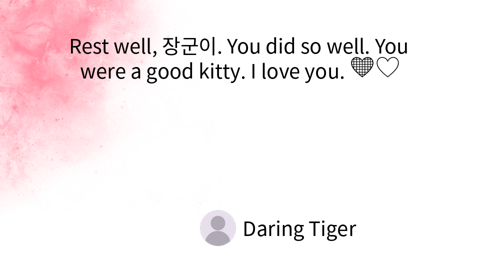 Rest well, 장군이. You did so well. You
were a good kitty. I love you. 💓🤍
Daring Tiger